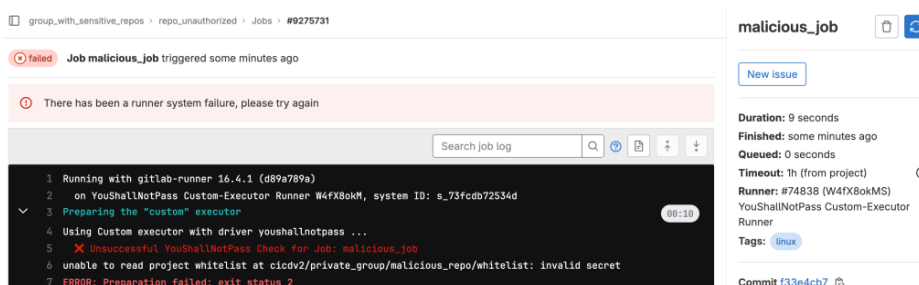 group_with_sensitive_repos > repo_unauthorized > Jobs > #9275731
failed Job malicious_job triggered some minutes ago
There has been a runner system failure, please try again
Search job log
1 Running with gitlab-runner 16.4.1 (d89a789a)
2 on YouShallNotPass Custom-Executor Runner W4fX8okM, system ID: s_73fcdb72534d
3 Preparing the "custom" executor
00:10
4 Using Custom executor with driver youshallnotpass ...
5 ❌ Unsuccessful YouShallNotPass Check for Job: malicious_job
6 unable to read project whitelist at cicdv2/private_group/malicious_repo/whitelist: invalid secret
7 ERROR: Preparation failed: exit status 2
malicious_job
New issue
Duration: 9 seconds
Finished: some minutes ago
Queued: 0 seconds
Timeout: 1h (from project)
Runner: #74838 (W4fX8okMS)
YouShallNotPass Custom-Executor
Runner
Tags: linux
Commit f33e4cb7